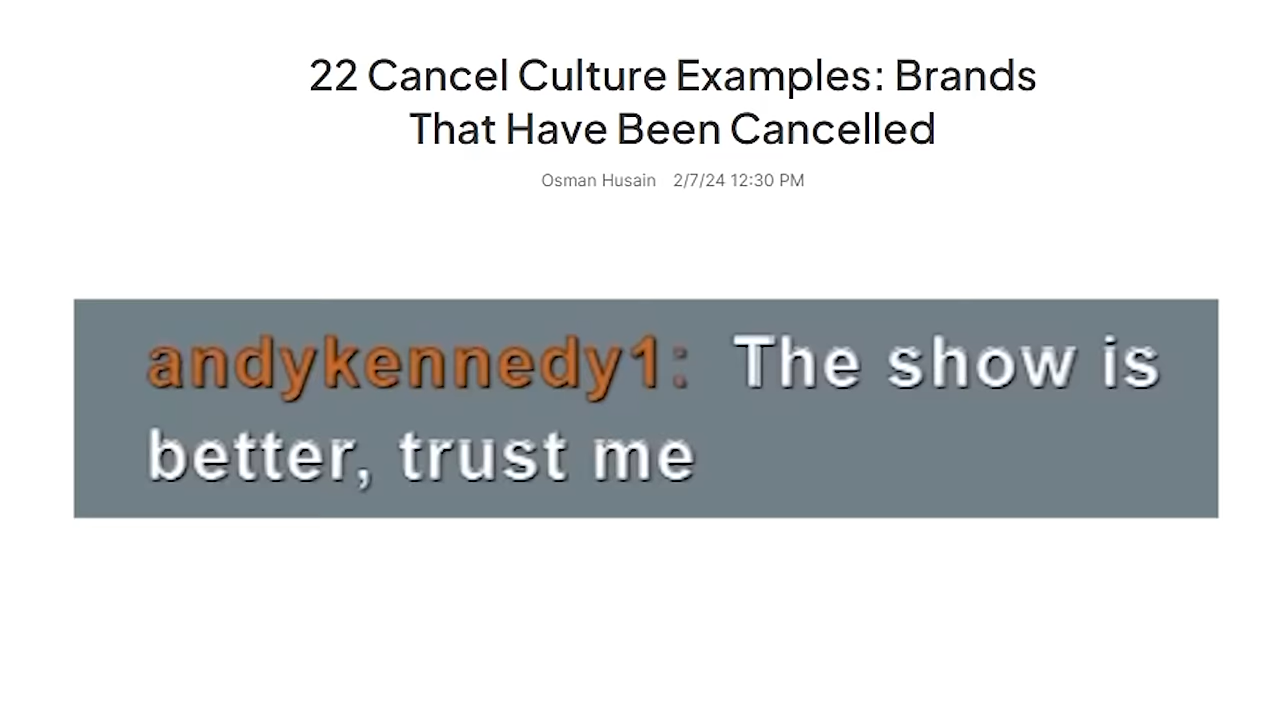 22 Cancel Culture Examples: Brands
That Have Been Cancelled
Osman Husain 2/7/24 12:30 PM
andykennedy1: The show is
better, trust me